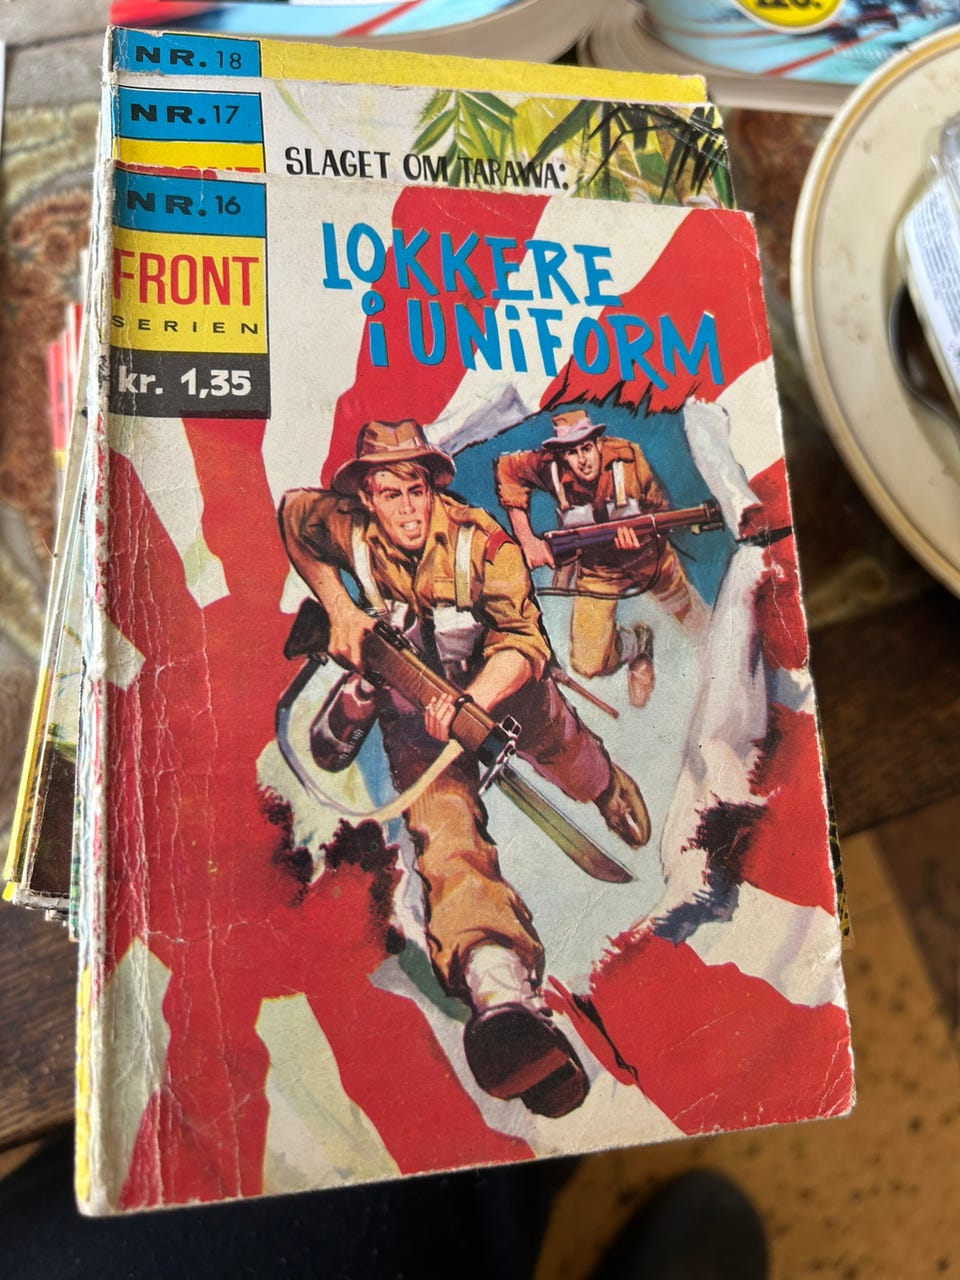 NR. 18
NR. 17
SLAGET OM TARAWA:
NR. 16
FRONT
SERIEN
kr. 1,35
LOKKERE
i UNiFORM